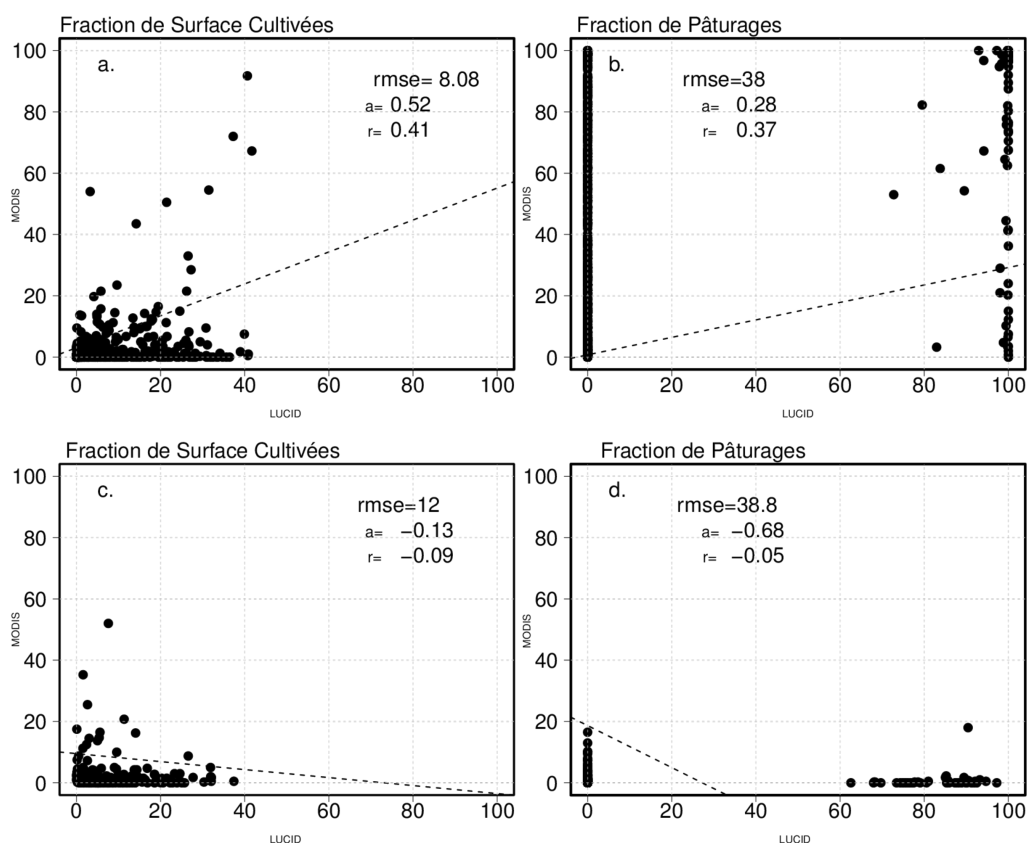 Fraction de Surface Cultivées
a.
rmse= 8.08
a= 0.52
r= 0.41
100
80
60
40
20
0
MODIS
0 20 40 60 80 100
LUCID
Fraction de Pâturages
b.
rmse=38
a= 0.28
r= 0.37
100
80
60
40
20
0
MODIS
0 20 40 60 80 100
LUCID
Fraction de Surface Cultivées
c.
rmse=12
a= −0.13
r= −0.09
100
80
60
40
20
0
MODIS
0 20 40 60 80 100
LUCID
Fraction de Pâturages
d.
rmse=38.8
a= −0.68
r= −0.05
100
80
60
40
20
0
MODIS
0 20 40 60 80 100
LUCID